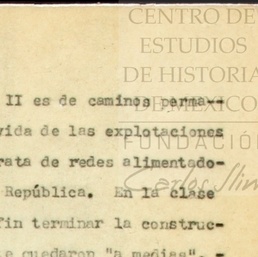 CENTRO DE
ESTUDIOS
DE HISTORIA
DE MÉXICO
FUNDACIÓN
Carlos Slim
II es de caminos perma--
vida de las explotaciones
rata de redes alimentado-
República. En la clase
fin terminar la construc-
quedaron "a medias". -